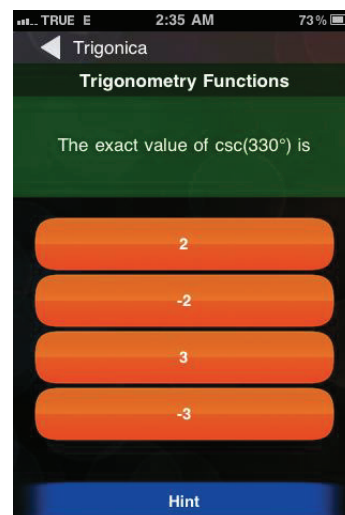 TRUE E 2:35 AM 73%
Trigonica
Trigonometry Functions
The exact value of csc(330°) is
2
-2
3
-3
Hint